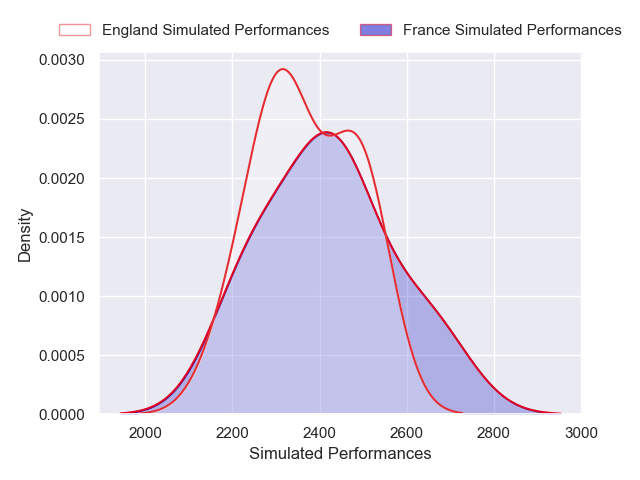 England Simulated Performances France Simulated Performances
0.0030
0.0025
0.0020
0.0015
0.0010
0.0005
0.0000
Density
2000 2200 2400 2600 2800 3000
Simulated Performances